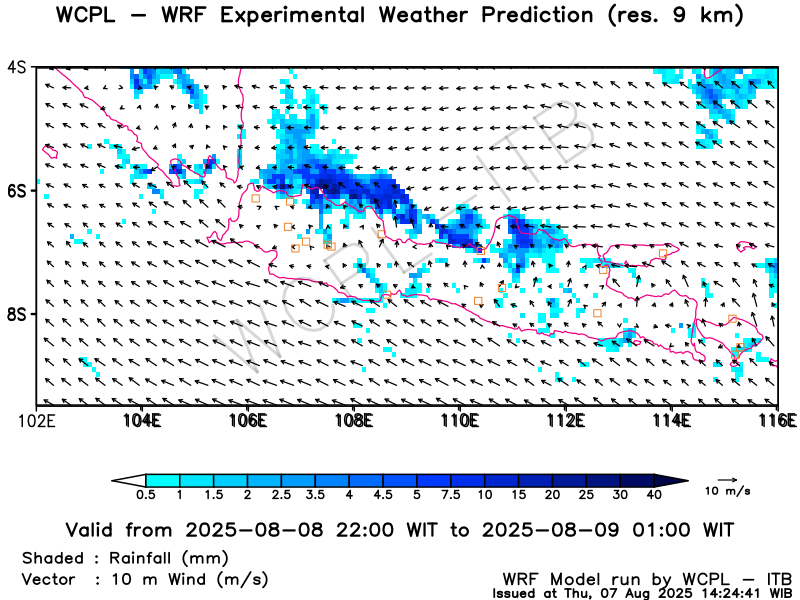 WCPL – WRF Experimental Weather Prediction (res. 9 km)
4S
6S
8S
WCPL-ITB
102E 104E 106E 108E 110E 112E 114E 116E
0.5 1 1.5 2 2.5 3.5 4 4.5 5 7.5 10 15 20 25 30 40
10 m/s
Valid from 2025-08-08 22:00 WIT to 2025-08-09 01:00 WIT
Shaded : Rainfall (mm)
Vector : 10 m Wind (m/s)
WRF Model run by WCPL – ITB
Issued at Thu, 07 Aug 2025 14:24:41 WIB